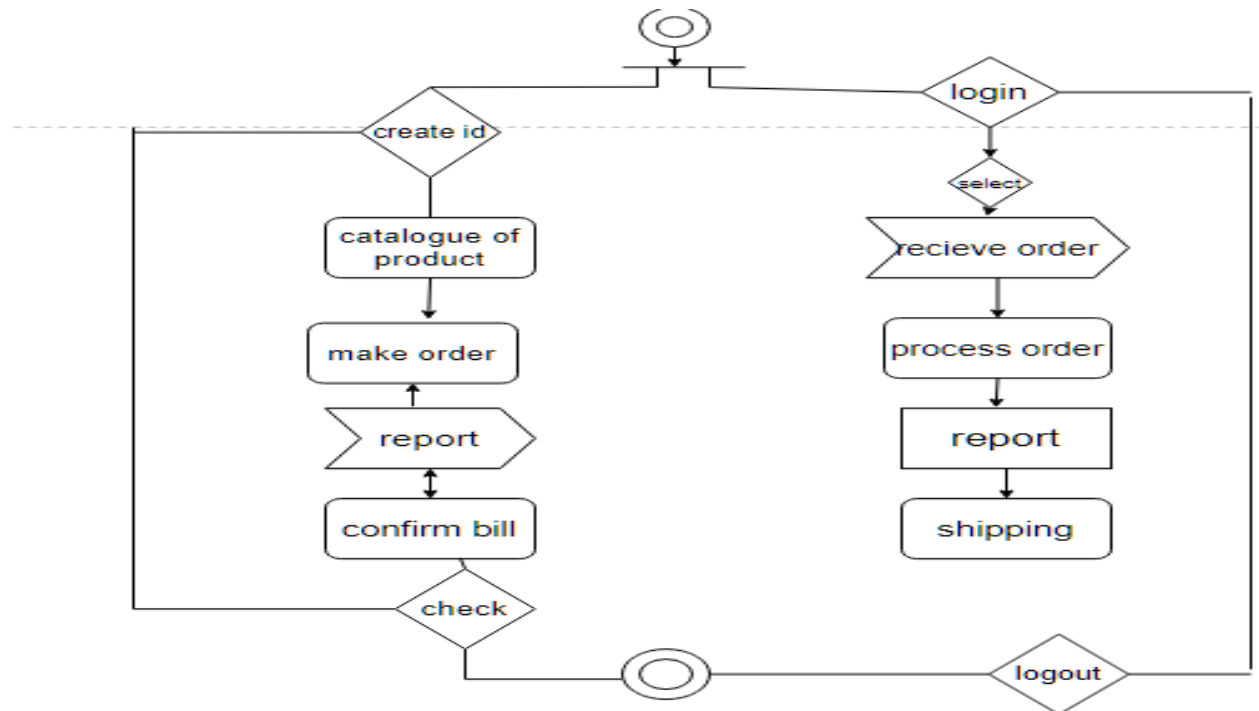 login
create id
select
catalogue of
product
recieve order
make order
process order
report
report
confirm bill
shipping
check
logout